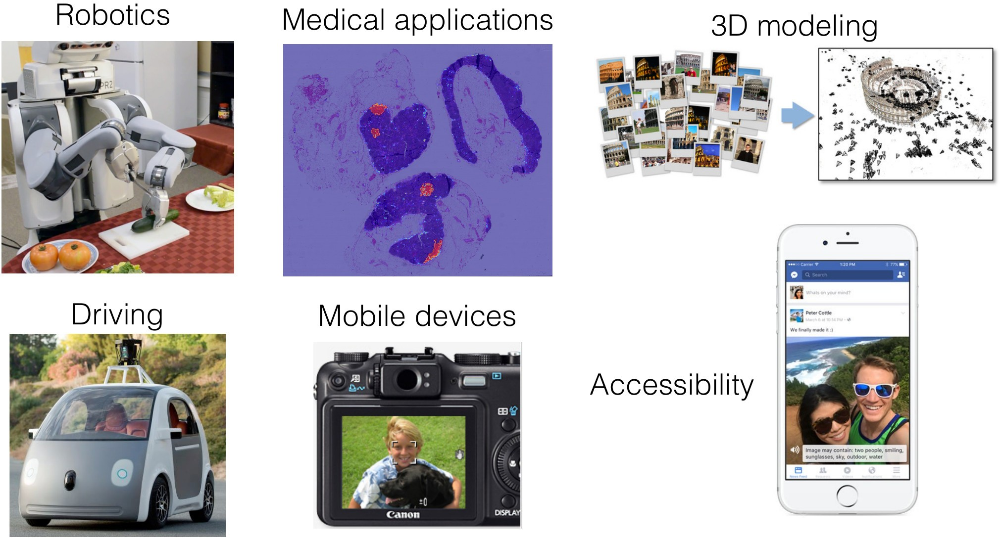 Robotics
Medical applications
3D modeling
PR2
Driving
Mobile devices
Accessibility
Canon
DISPLAY
±0
Carrier
1:20 PM
77%
Search
Whats on your mind?
Peter Cottle
March 6 at 10:14 PM
We finally made it :)
Image may contain: two people, smiling,
sunglasses, sky, outdoor, water
News Feed
Requests
Videos
Notifications
More